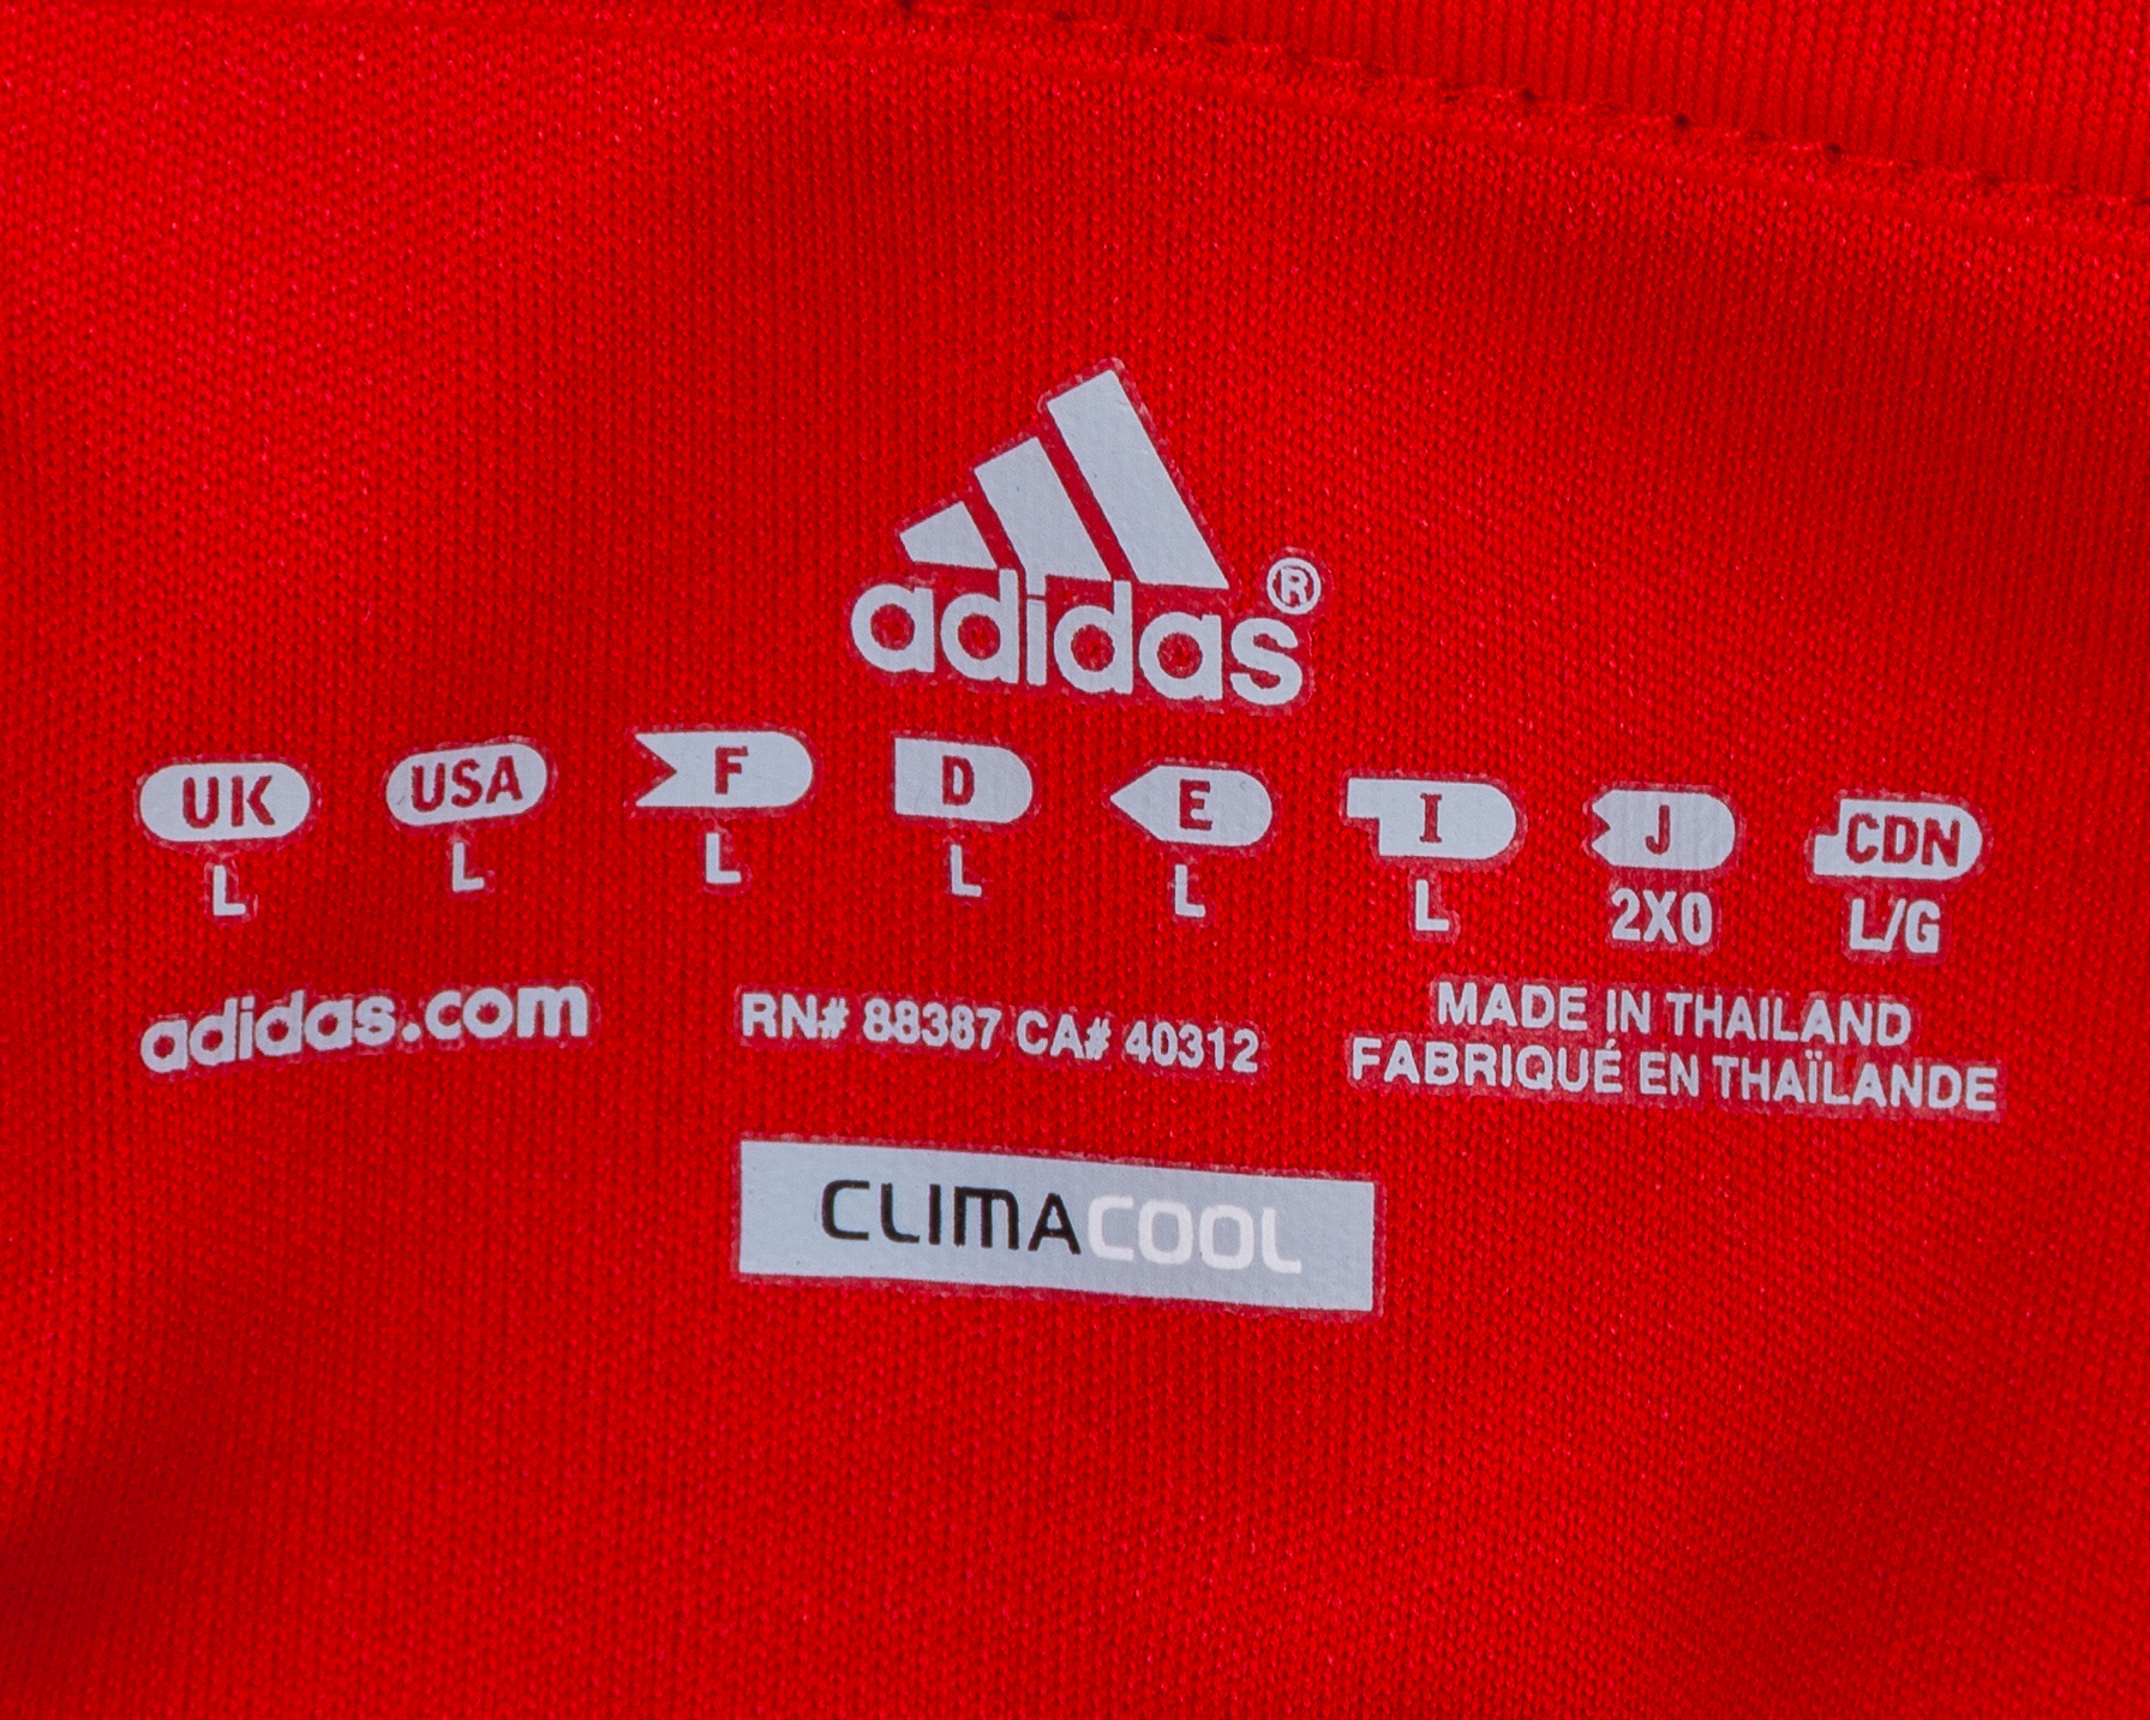 adidas®
UK USA F D E I J CDN
L L L L L L 2XO L/G
adidas.com RN# 88387 CA# 40312 MADE IN THAILAND
FABRIQUÉ EN THAÏLANDE
CLIMACOOL